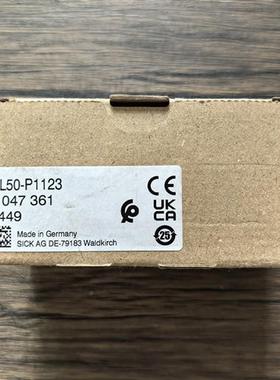 L50-P1123
047 361
449
Made in Germany
SICK AG DE-79183 Waldkirch
CE
UK
CA
25